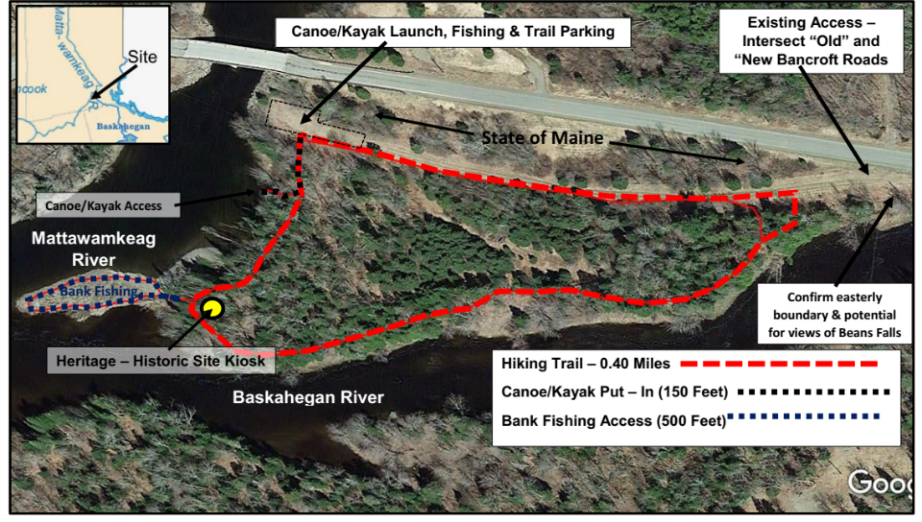 Matta-
wamkeag
R
Site
ncook
Baskahegan
Canoe/Kayak Launch, Fishing & Trail Parking
Existing Access –
Intersect “Old” and
“New Bancroft Roads
State of Maine
Canoe/Kayak Access
Mattawamkeag
River
Bank Fishing
Heritage – Historic Site Kiosk
Baskahegan River
Confirm easterly
boundary & potential
for views of Beans Falls
Hiking Trail – 0.40 Miles
Canoe/Kayak Put – In (150 Feet)
Bank Fishing Access (500 Feet)
Goog